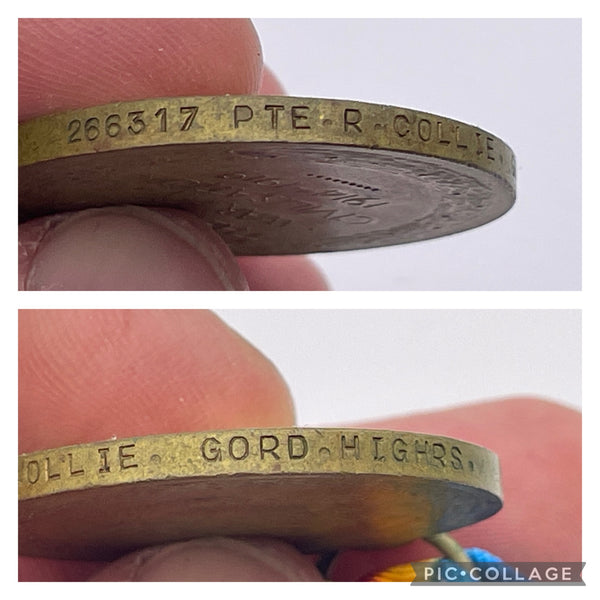 266317 PTE. R. COLLIE.
OLLIE. GORD. HIGHRS.
PIC•COLLAGE